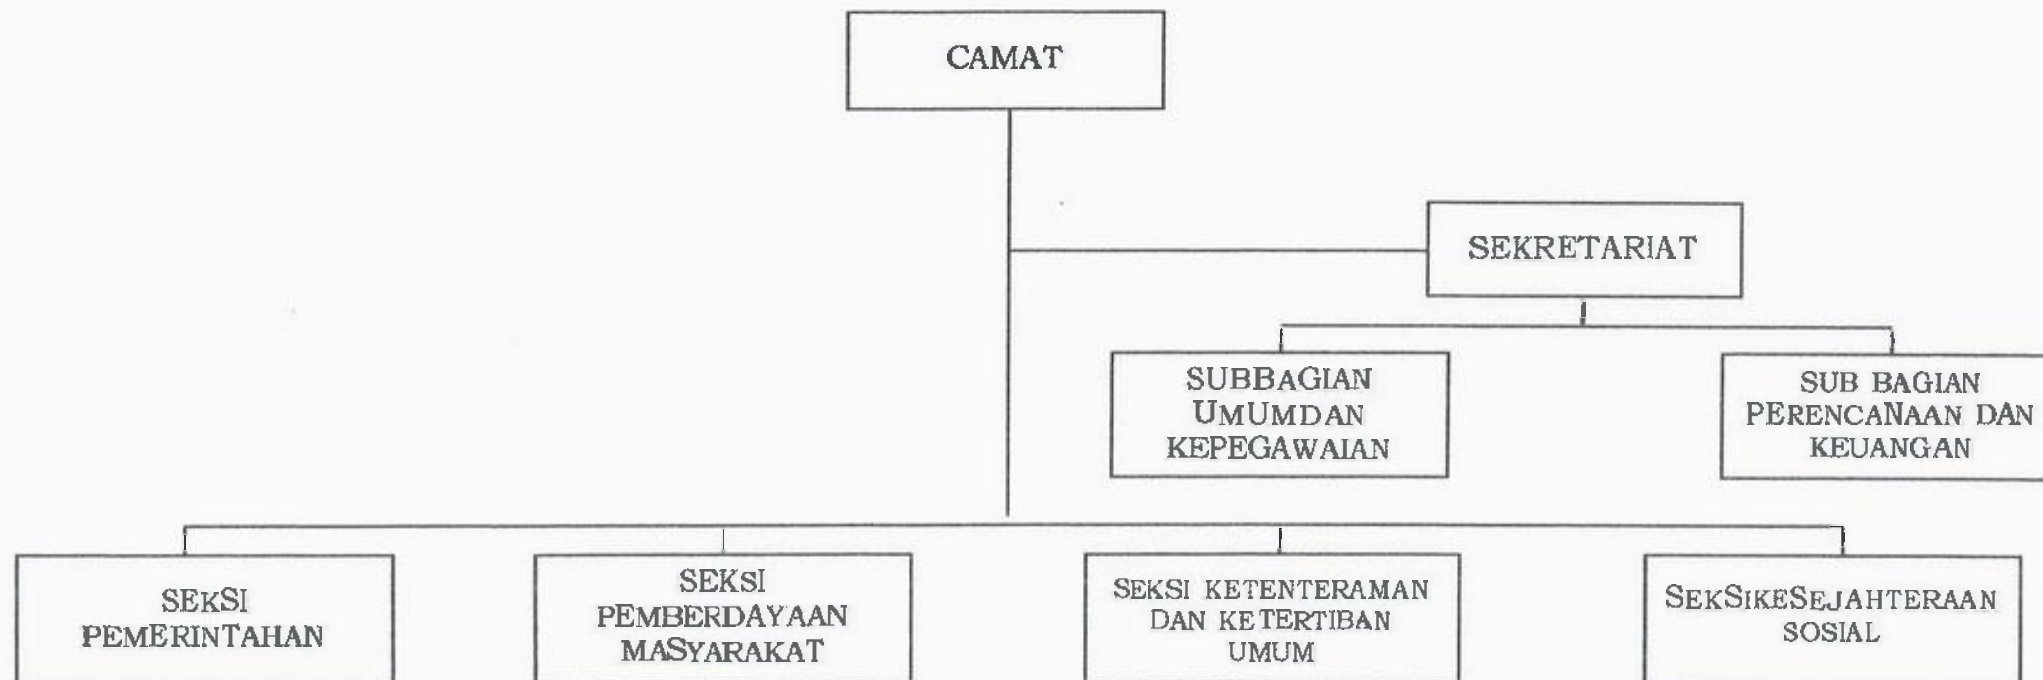 CAMAT
SEKRETARIAT
SUBBAGIAN
UMUMDAN
KEPEGAWAIAN
SUB BAGIAN
PERENCANAAN DAN
KEUANGAN
SEKSI
PEMERINTAHAN
SEKSI
PEMBERDAYAAN
MASYARAKAT
SEKSI KETENTERAMAN
DAN KETERTIBAN
UMUM
SEKSIKESEJAHTERAAN
SOSIAL